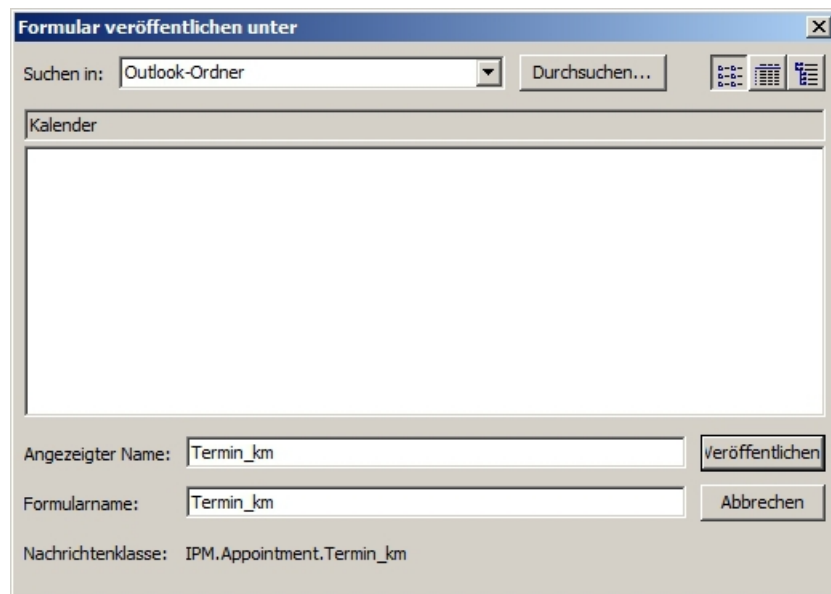 Formular veröffentlichen unter
Suchen in: Outlook-Ordner Durchsuchen...
Kalender
Angezeigter Name: Termin_km Veröffentlichen
Formularname: Termin_km Abbrechen
Nachrichtenklasse: IPM.Appointment.Termin_km